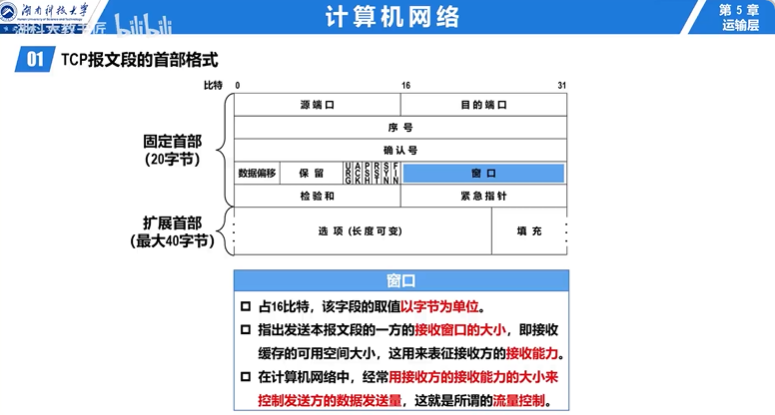 湖南科技大学
计算机网络
第 5 章
运输层
湖科大教书匠 bilibili
01 TCP报文段的首部格式
比特 0 16 31
源端口 目的端口
序 号
确认号
固定首部
(20字节)
数据偏移 保 留 URG ACK PSH RST SYN FIN 窗 口
检验和 紧急指针
扩展首部
(最大40字节)
选 项 (长度可变) 填 充
窗口
占16比特，该字段的取值以字节为单位。
指出发送本报文段的一方的接收窗口的大小，即接收
缓存的可用空间大小，这用来表征接收方的接收能力。
在计算机网络中，经常用接收方的接收能力的大小来
控制发送方的数据发送量，这就是所谓的流量控制。